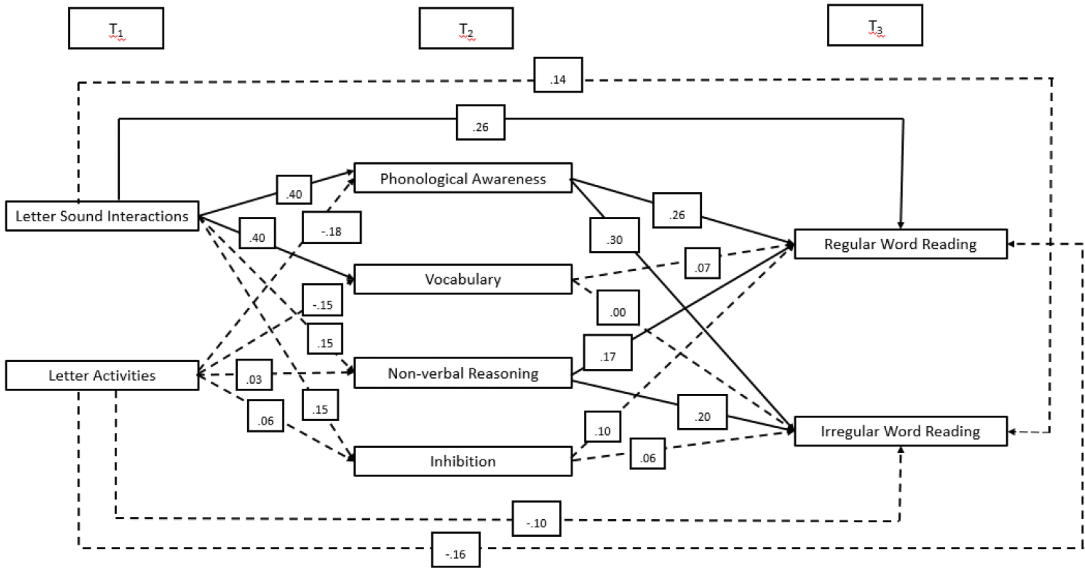 T₁
T₂
T₃
.14
.26
Letter Sound Interactions
.40
Phonological Awareness
.26
.40
-.18
.30
Regular Word Reading
Vocabulary
.07
-.15
.00
.15
.17
Letter Activities
.03
Non-verbal Reasoning
.20
.15
.06
.10
Irregular Word Reading
Inhibition
.06
-.10
-.16